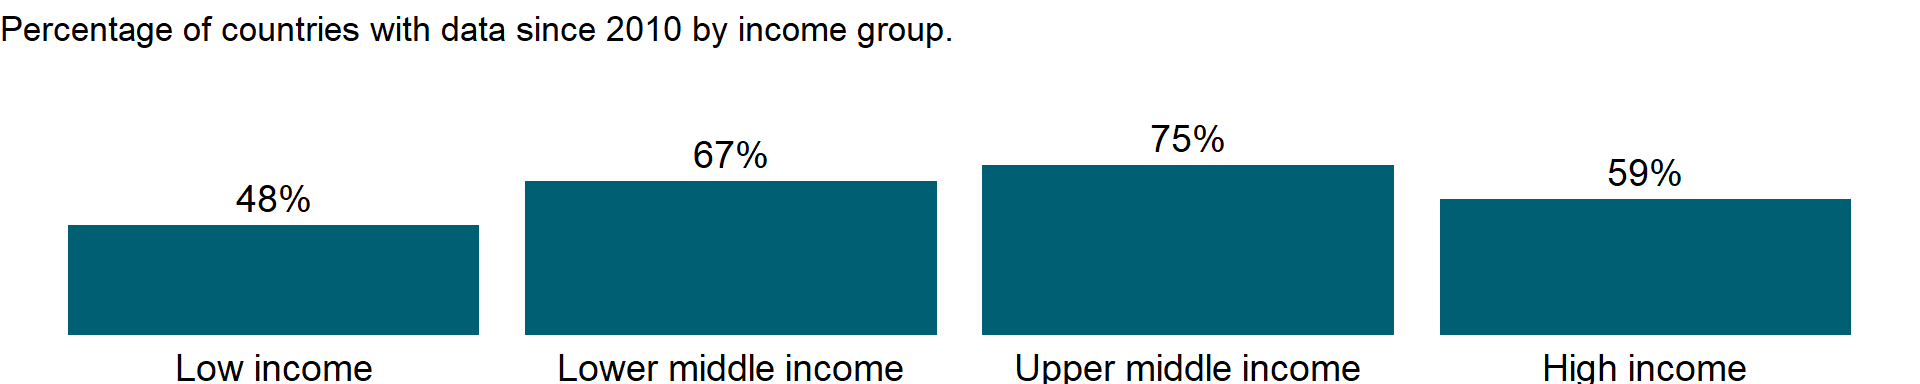 Percentage of countries with data since 2010 by income group.
48%
67%
75%
59%
Low income
Lower middle income
Upper middle income
High income